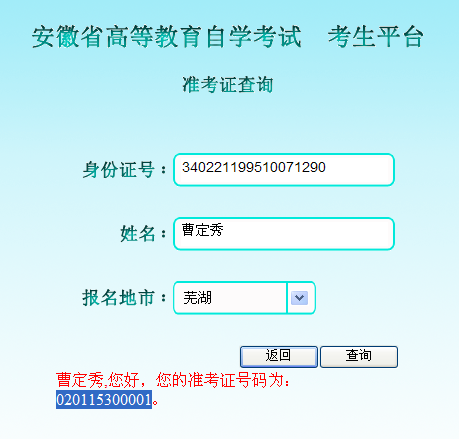 安徽省高等教育自学考试 考生平台
准考证查询
身份证号：340221199510071290
姓名：曹定秀
报名地市：芜湖
返回 查询
曹定秀,您好，您的准考证号码为：
020115300001。